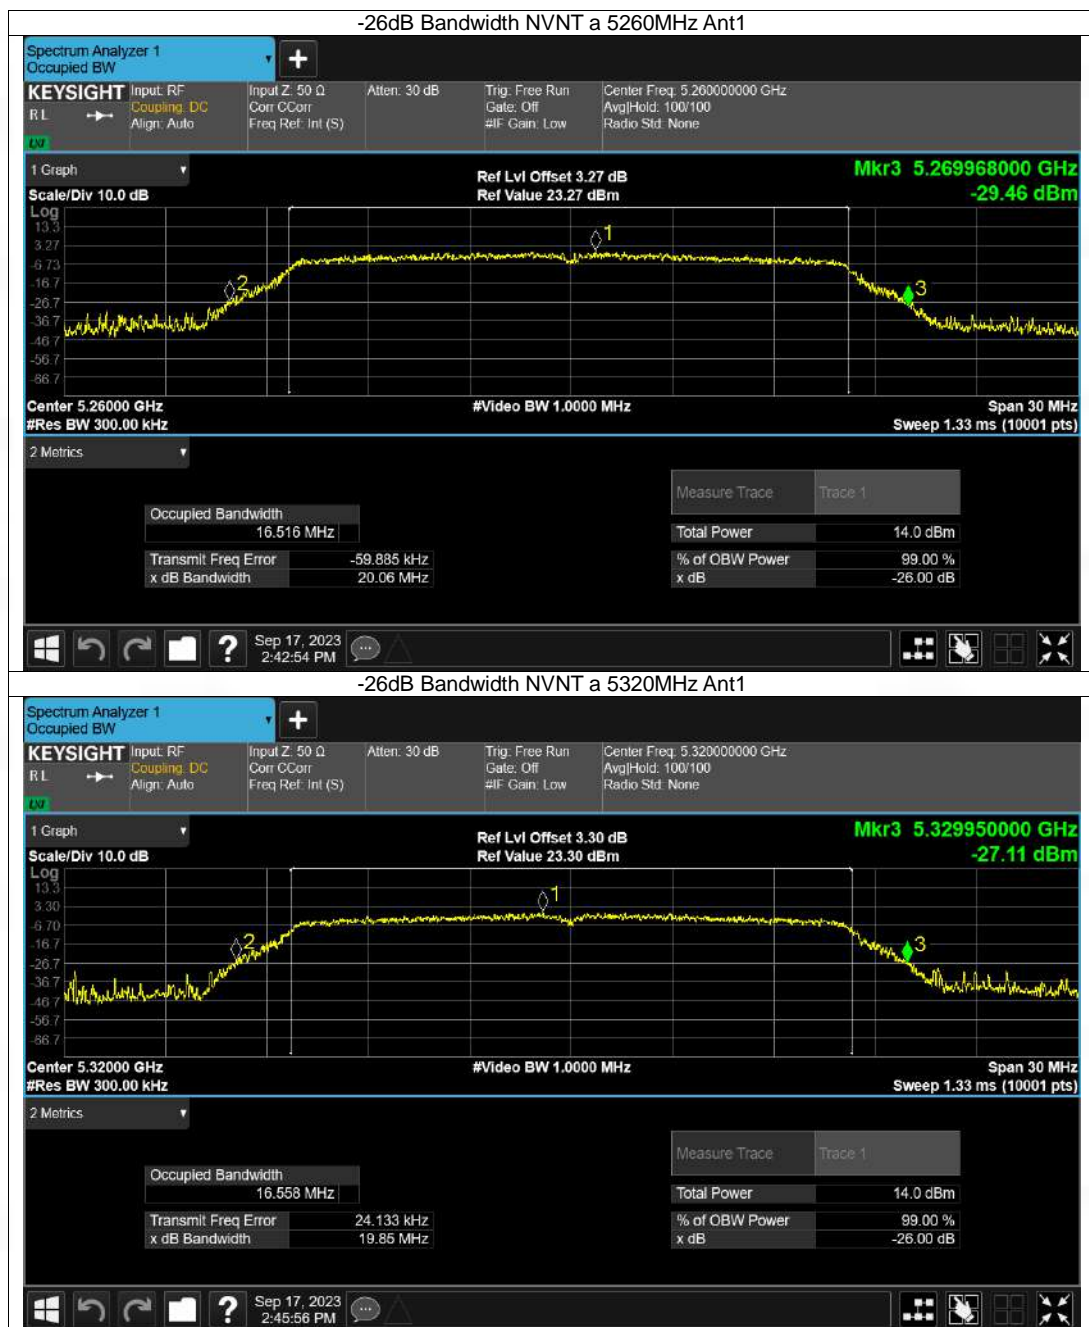 -26dB Bandwidth NVNT a 5260MHz Ant1
Spectrum Analyzer 1
Occupied BW
+
KEYSIGHT Input: RF Input Z: 50 Ω Atten: 30 dB Trig: Free Run Center Freq: 5.260000000 GHz
RL Coupling: DC Corr CCorr Gate: Off Avg|Hold: 100/100
Align: Auto Freq Ref: Int (S) #IF Gain: Low Radio Std: None
LXI
1 Graph Ref Lvl Offset 3.27 dB Mkr3 5.269968000 GHz
Scale/Div 10.0 dB Ref Value 23.27 dBm -29.46 dBm
Log
13.3
3.27
-6.73
-16.7
-26.7
-36.7
-46.7
-56.7
-66.7
1
2
3
Center 5.26000 GHz #Video BW 1.0000 MHz Span 30 MHz
#Res BW 300.00 kHz Sweep 1.33 ms (10001 pts)
2 Metrics
Measure Trace Trace 1
Occupied Bandwidth
16.516 MHz Total Power 14.0 dBm
Transmit Freq Error -59.885 kHz % of OBW Power 99.00 %
x dB Bandwidth 20.06 MHz x dB -26.00 dB
? Sep 17, 2023
2:42:54 PM
-26dB Bandwidth NVNT a 5320MHz Ant1
Spectrum Analyzer 1
Occupied BW
+
KEYSIGHT Input: RF Input Z: 50 Ω Atten: 30 dB Trig: Free Run Center Freq: 5.320000000 GHz
RL Coupling: DC Corr CCorr Gate: Off Avg|Hold: 100/100
Align: Auto Freq Ref: Int (S) #IF Gain: Low Radio Std: None
LXI
1 Graph Ref Lvl Offset 3.30 dB Mkr3 5.329950000 GHz
Scale/Div 10.0 dB Ref Value 23.30 dBm -27.11 dBm
Log
13.3
3.30
-6.70
-16.7
-26.7
-36.7
-46.7
-56.7
-66.7
1
2
3
Center 5.32000 GHz #Video BW 1.0000 MHz Span 30 MHz
#Res BW 300.00 kHz Sweep 1.33 ms (10001 pts)
2 Metrics
Measure Trace Trace 1
Occupied Bandwidth
16.558 MHz Total Power 14.0 dBm
Transmit Freq Error 24.133 kHz % of OBW Power 99.00 %
x dB Bandwidth 19.85 MHz x dB -26.00 dB
? Sep 17, 2023
2:45:56 PM